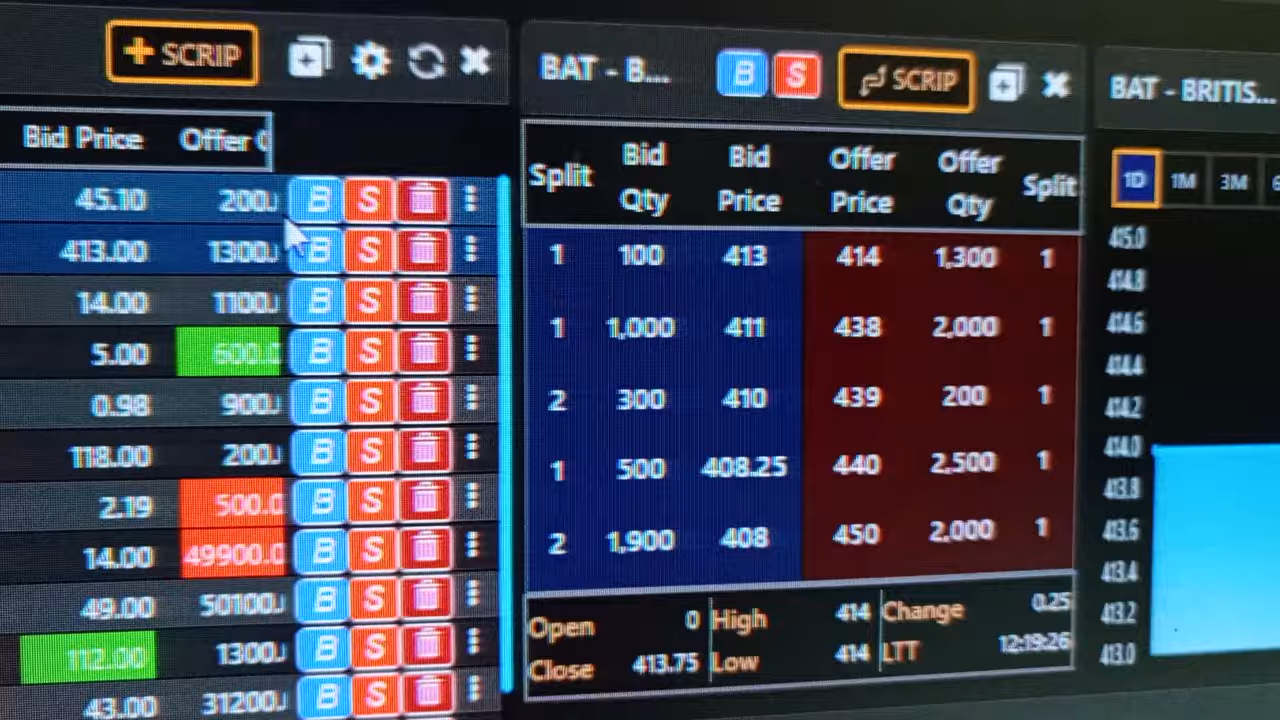 + SCRIP
Bid Price Offer
45.10 200. B S
413.00 1300. B S
14.00 1100. B S
5.00 600. B S
0.98 900. B S
118.00 200. B S
2.19 500.0 B S
14.00 49900.0 B S
49.00 50100. B S
112.00 1300. B S
43.00 31200. B S
BAT - B... B S SCRIP
Split Bid Qty Bid Price Offer Price Offer Qty Split
1 100 413 414 1,300 1
1 1,000 411 438 2,000 1
2 300 410 439 200 1
1 500 408.25 440 2,500 1
2 1,900 408 450 2,000 1
Open 0 High 414 Change 0.25
Close 413.75 Low 414 LTT 12:19:26
BAT - BRITIS...
1D 1M 3M
415.0
414.8
414.6
414.4
414.2
414.0
413.8
413.6
413.4
413.2
413.0